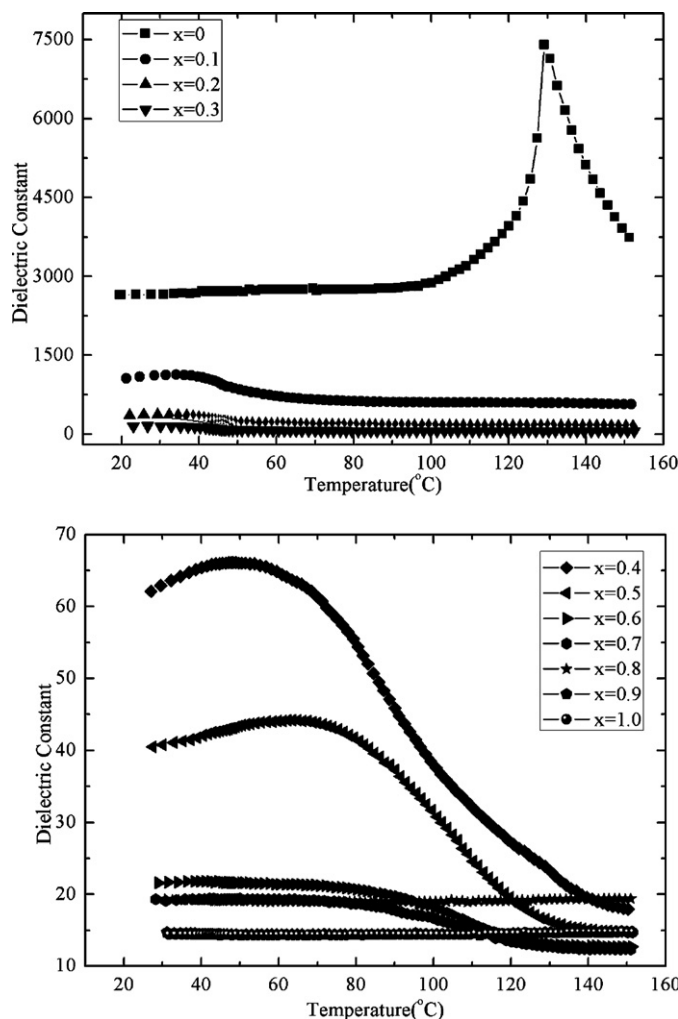 7500
6000
4500
3000
1500
0
Dielectric Constant
x=0
x=0.1
x=0.2
x=0.3
20 40 60 80 100 120 140 160
Temperature(°C)
70
60
50
40
30
20
10
Dielectric Constant
x=0.4
x=0.5
x=0.6
x=0.7
x=0.8
x=0.9
x=1.0
20 40 60 80 100 120 140 160
Temperature(°C)